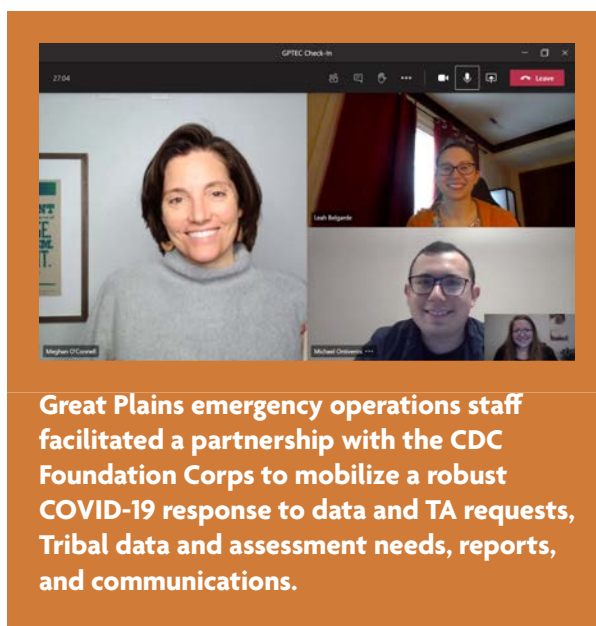 GPTEC Check-In
27:04
Leave
NT
GE
M.
T.
Leah Belgarde
Meghan O'Connell
Michael Ontiveros
Great Plains emergency operations staff
facilitated a partnership with the CDC
Foundation Corps to mobilize a robust
COVID-19 response to data and TA requests,
Tribal data and assessment needs, reports,
and communications.